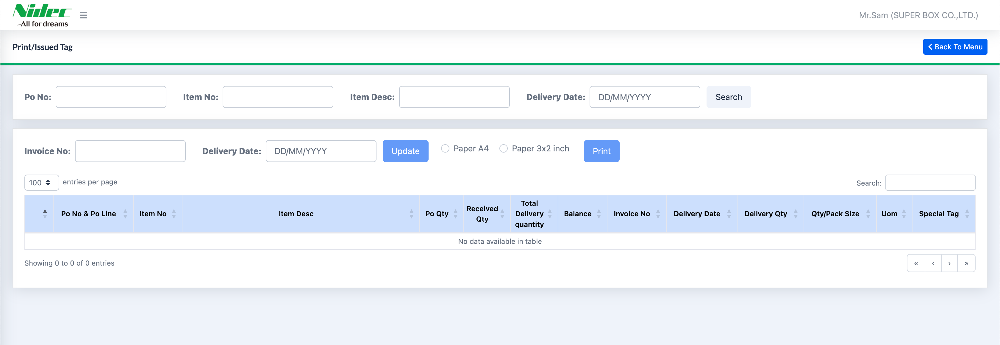 Nidec
All for dreams
Mr.Sam (SUPER BOX CO.,LTD.)
Print/Issued Tag
Back To Menu
Po No:
Item No:
Item Desc:
Delivery Date: DD/MM/YYYY
Search
Invoice No:
Delivery Date: DD/MM/YYYY
Update
Paper A4
Paper 3x2 inch
Print
100 entries per page
Search:
Po No & Po Line
Item No
Item Desc
Po Qty
Received
Qty
Total
Delivery
quantity
Balance
Invoice No
Delivery Date
Delivery Qty
Qty/Pack Size
Uom
Special Tag
No data available in table
Showing 0 to 0 of 0 entries
« ‹ › »